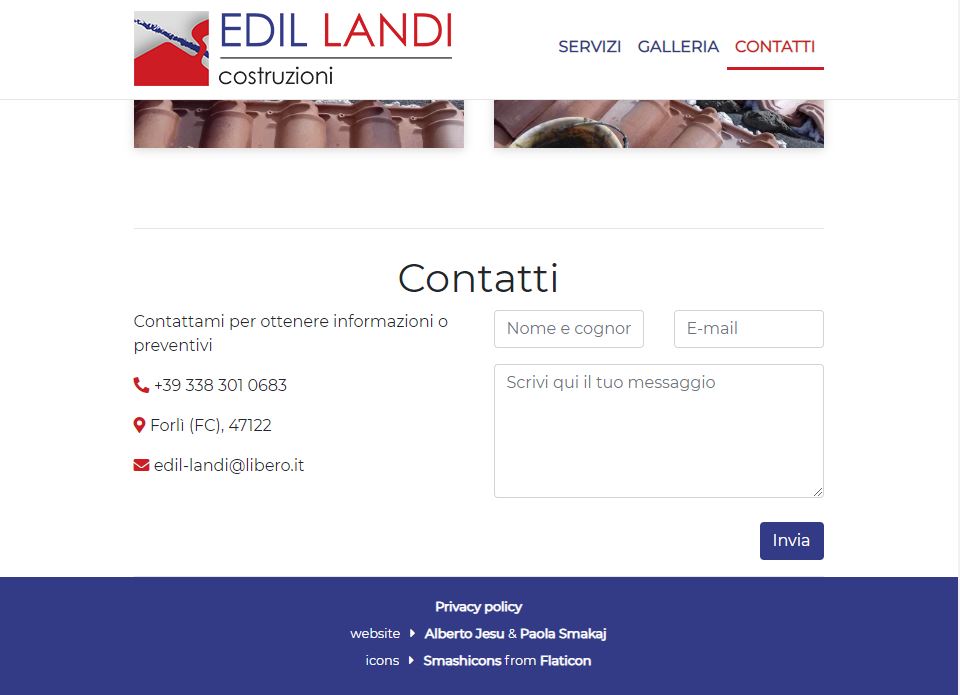 EDIL LANDI
costruzioni
SERVIZI GALLERIA CONTATTI
Contatti
Contattami per ottenere informazioni o
preventivi
+39 338 301 0683
Forlì (FC), 47122
edil-landi@libero.it
Nome e cognor E-mail
Scrivi qui il tuo messaggio
Invia
Privacy policy
website Alberto Jesu & Paola Smakaj
icons Smashicons from Flaticon